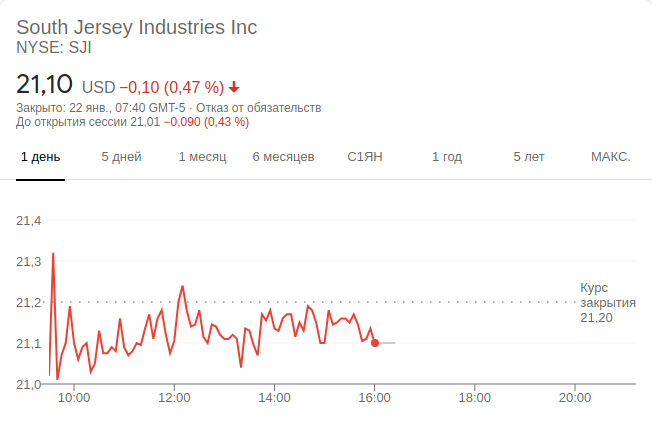 South Jersey Industries Inc
NYSE: SJI
21,10 USD −0,10 (0,47 %)
Закрыто: 22 янв., 07:40 GMT-5 · Отказ от обязательств
До открытия сессии 21,01 −0,090 (0,43 %)
1 день 5 дней 1 месяц 6 месяцев С1ЯН 1 год 5 лет МАКС.
21,4
21,3
21,2
21,1
21,0
Курс
закрытия
21,20
10:00 12:00 14:00 16:00 18:00 20:00